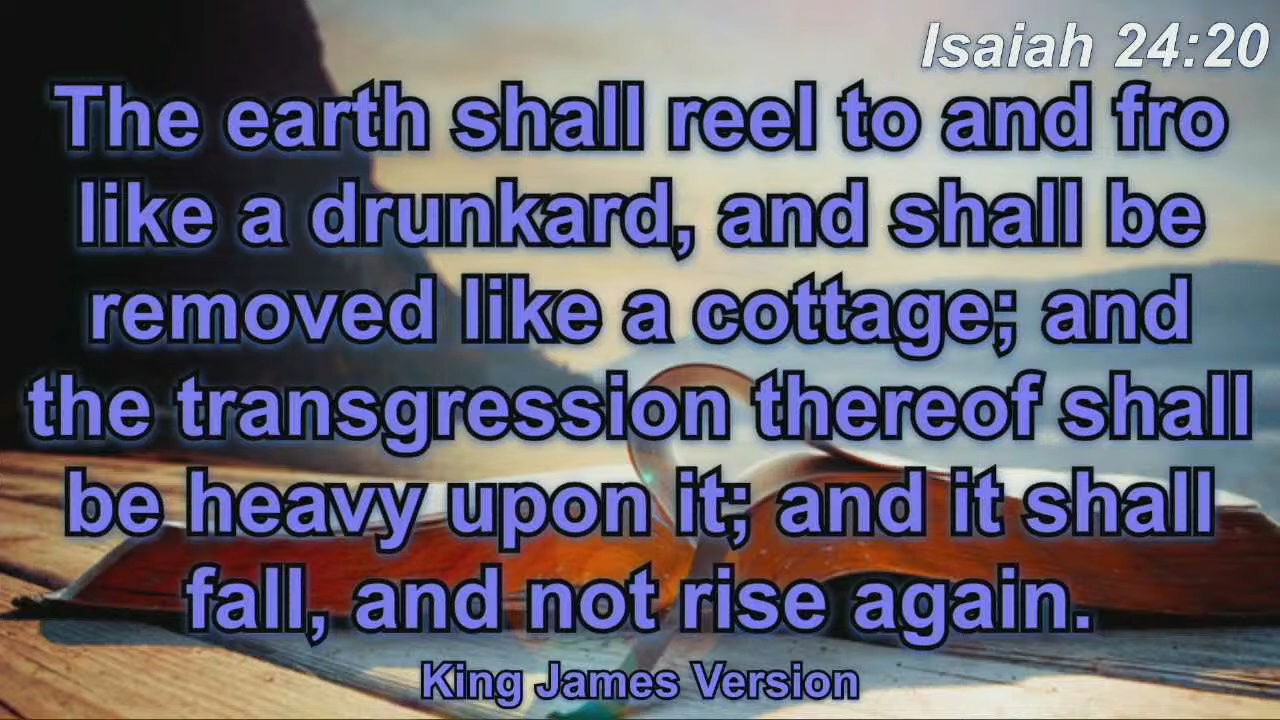 Isaiah 24:20
The earth shall reel to and fro
like a drunkard, and shall be
removed like a cottage; and
the transgression thereof shall
be heavy upon it; and it shall
fall, and not rise again.
King James Version